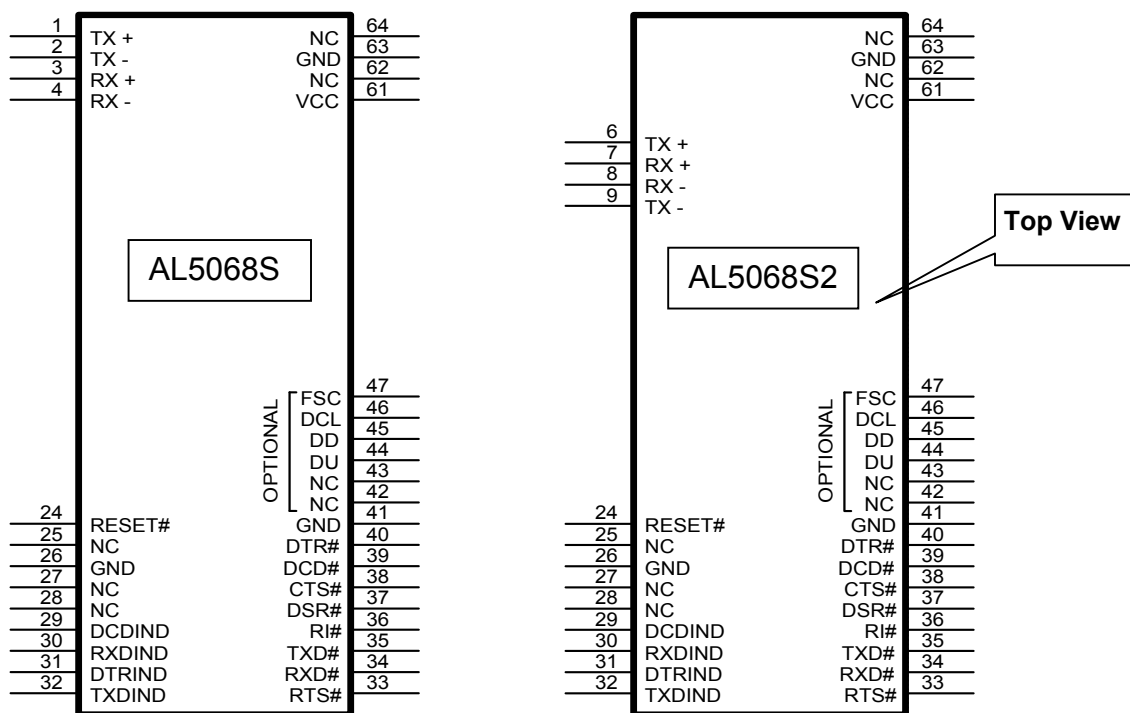 1 TX + NC 64
2 TX - GND 63
3 RX + NC 62
4 RX - VCC 61
AL5068S
OPTIONAL
FSC 47
DCL 46
DD 45
DU 44
NC 43
NC 42
24 RESET# GND 41
25 NC DTR# 40
26 GND DCD# 39
27 NC CTS# 38
28 NC DSR# 37
29 DCDIND RI# 36
30 RXDIND TXD# 35
31 DTRIND RXD# 34
32 TXDIND RTS# 33
NC 64
GND 63
NC 62
VCC 61
6 TX +
7 RX +
8 RX -
9 TX -
Top View
AL5068S2
OPTIONAL
FSC 47
DCL 46
DD 45
DU 44
NC 43
NC 42
24 RESET# GND 41
25 NC DTR# 40
26 GND DCD# 39
27 NC CTS# 38
28 NC DSR# 37
29 DCDIND RI# 36
30 RXDIND TXD# 35
31 DTRIND RXD# 34
32 TXDIND RTS# 33